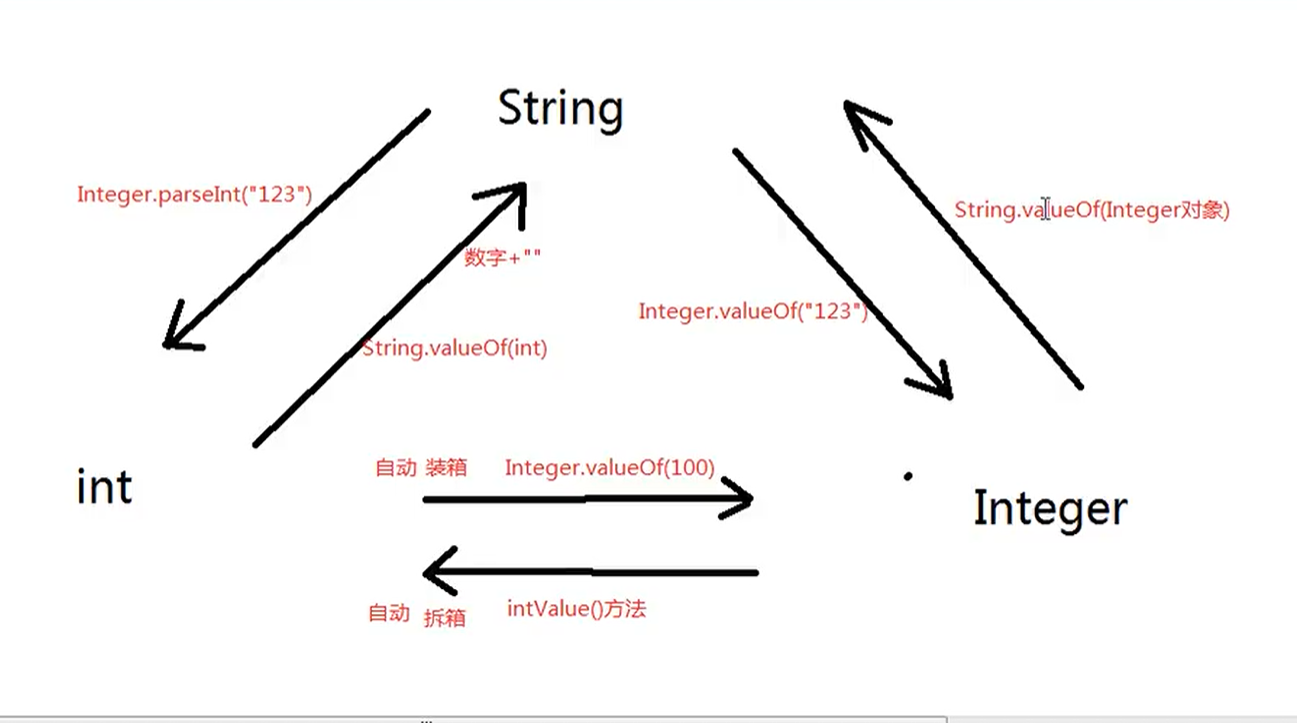 String
Integer.parseInt("123")
String.valueOf(Integer对象)
数字+""
Integer.valueOf("123")
String.valueOf(int)
自动 装箱 Integer.valueOf(100)
int
Integer
自动 拆箱 intValue()方法